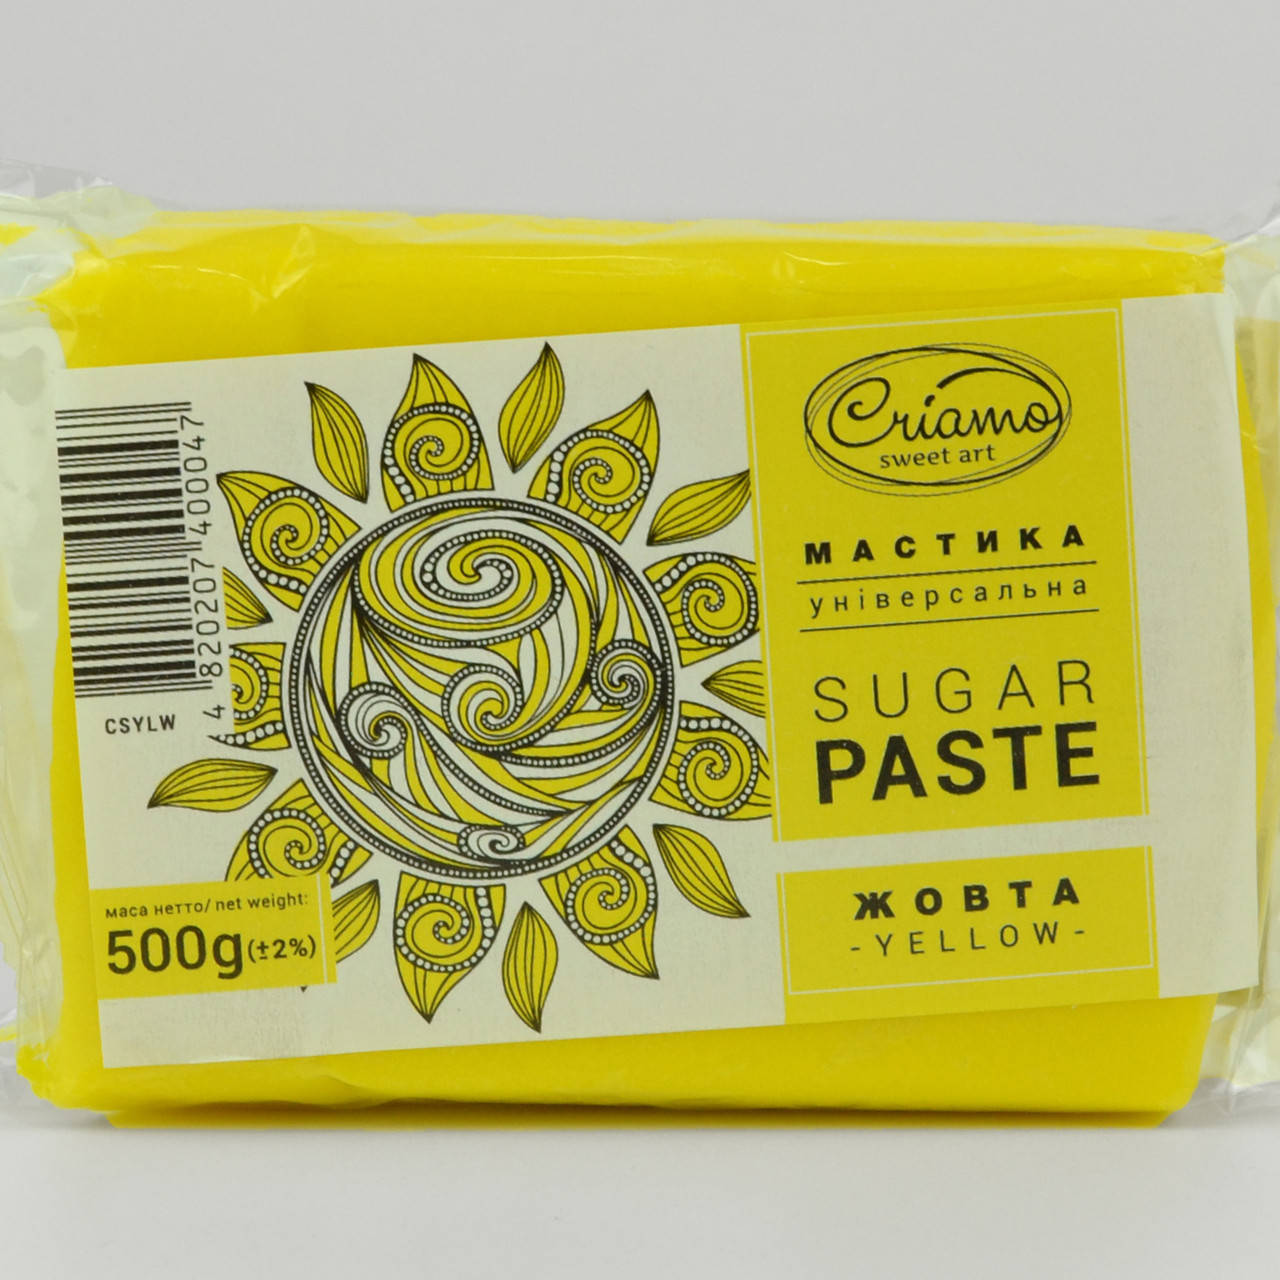 Criamo
sweet art
МАСТИКА
універсальна
SUGAR
PASTE
ЖОВТА
-YELLOW-
4 820207 400047
CSYLW
маса нетто/ net weight:
500g(±2%)